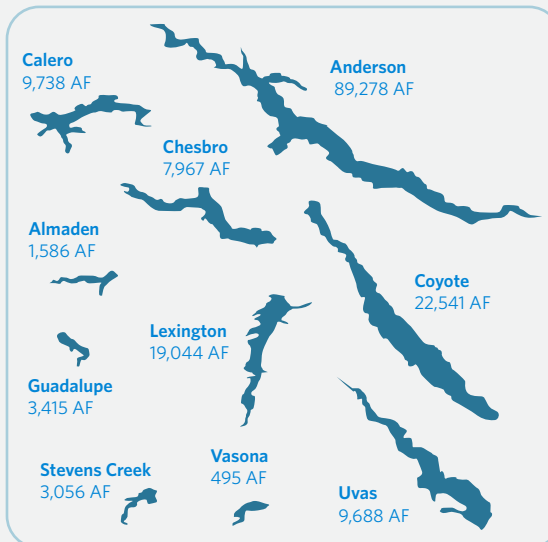 Calero
9,738 AF
Anderson
89,278 AF
Chesbro
7,967 AF
Almaden
1,586 AF
Coyote
22,541 AF
Lexington
19,044 AF
Guadalupe
3,415 AF
Stevens Creek
3,056 AF
Vasona
495 AF
Uvas
9,688 AF